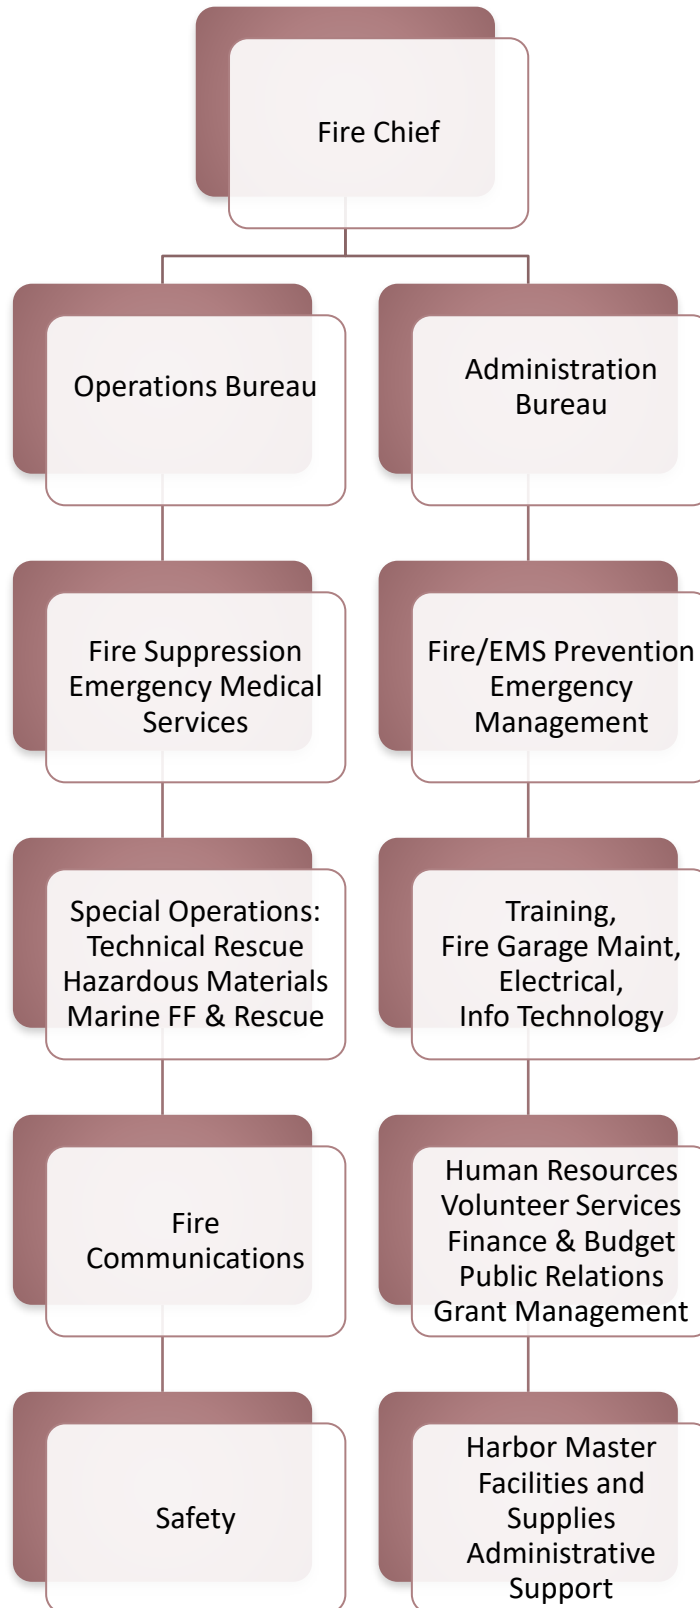 Fire Chief
Operations Bureau
Administration
Bureau
Fire Suppression
Emergency Medical
Services
Fire/EMS Prevention
Emergency
Management
Special Operations:
Technical Rescue
Hazardous Materials
Marine FF & Rescue
Training,
Fire Garage Maint,
Electrical,
Info Technology
Fire
Communications
Human Resources
Volunteer Services
Finance & Budget
Public Relations
Grant Management
Safety
Harbor Master
Facilities and
Supplies
Administrative
Support